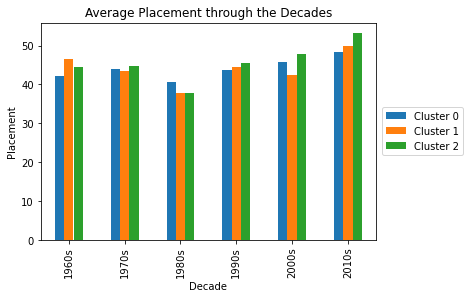 Average Placement through the Decades
Placement
50
40
30
20
10
0
Cluster 0
Cluster 1
Cluster 2
1960s
1970s
1980s
1990s
2000s
2010s
Decade